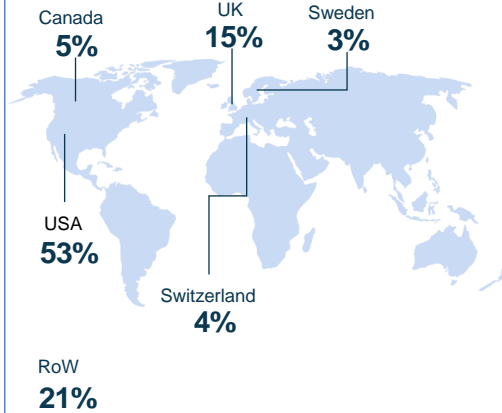 Canada
5%
UK
15%
Sweden
3%
USA
53%
Switzerland
4%
RoW
21%